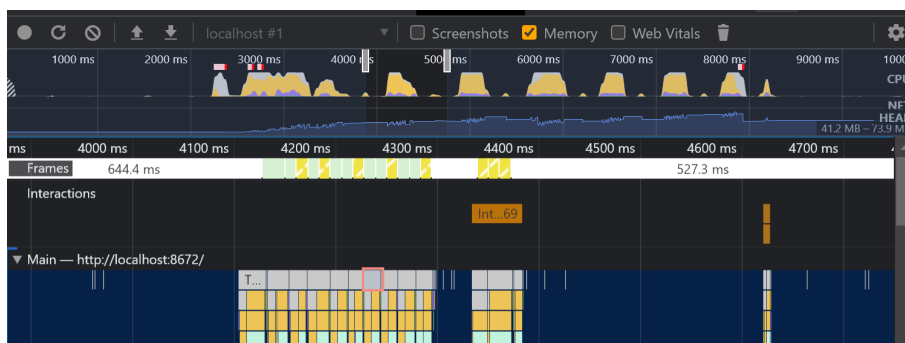 localhost #1 Screenshots Memory Web Vitals
1000 ms 2000 ms 3000 ms 4000 ms 5000 ms 6000 ms 7000 ms 8000 ms 9000 ms
CPU
NET
HEAP
41.2 MB – 73.9 M
ms 4000 ms 4100 ms 4200 ms 4300 ms 4400 ms 4500 ms 4600 ms 4700 ms
Frames 644.4 ms 527.3 ms
Interactions
Int…69
Main — http://localhost:8672/
T…